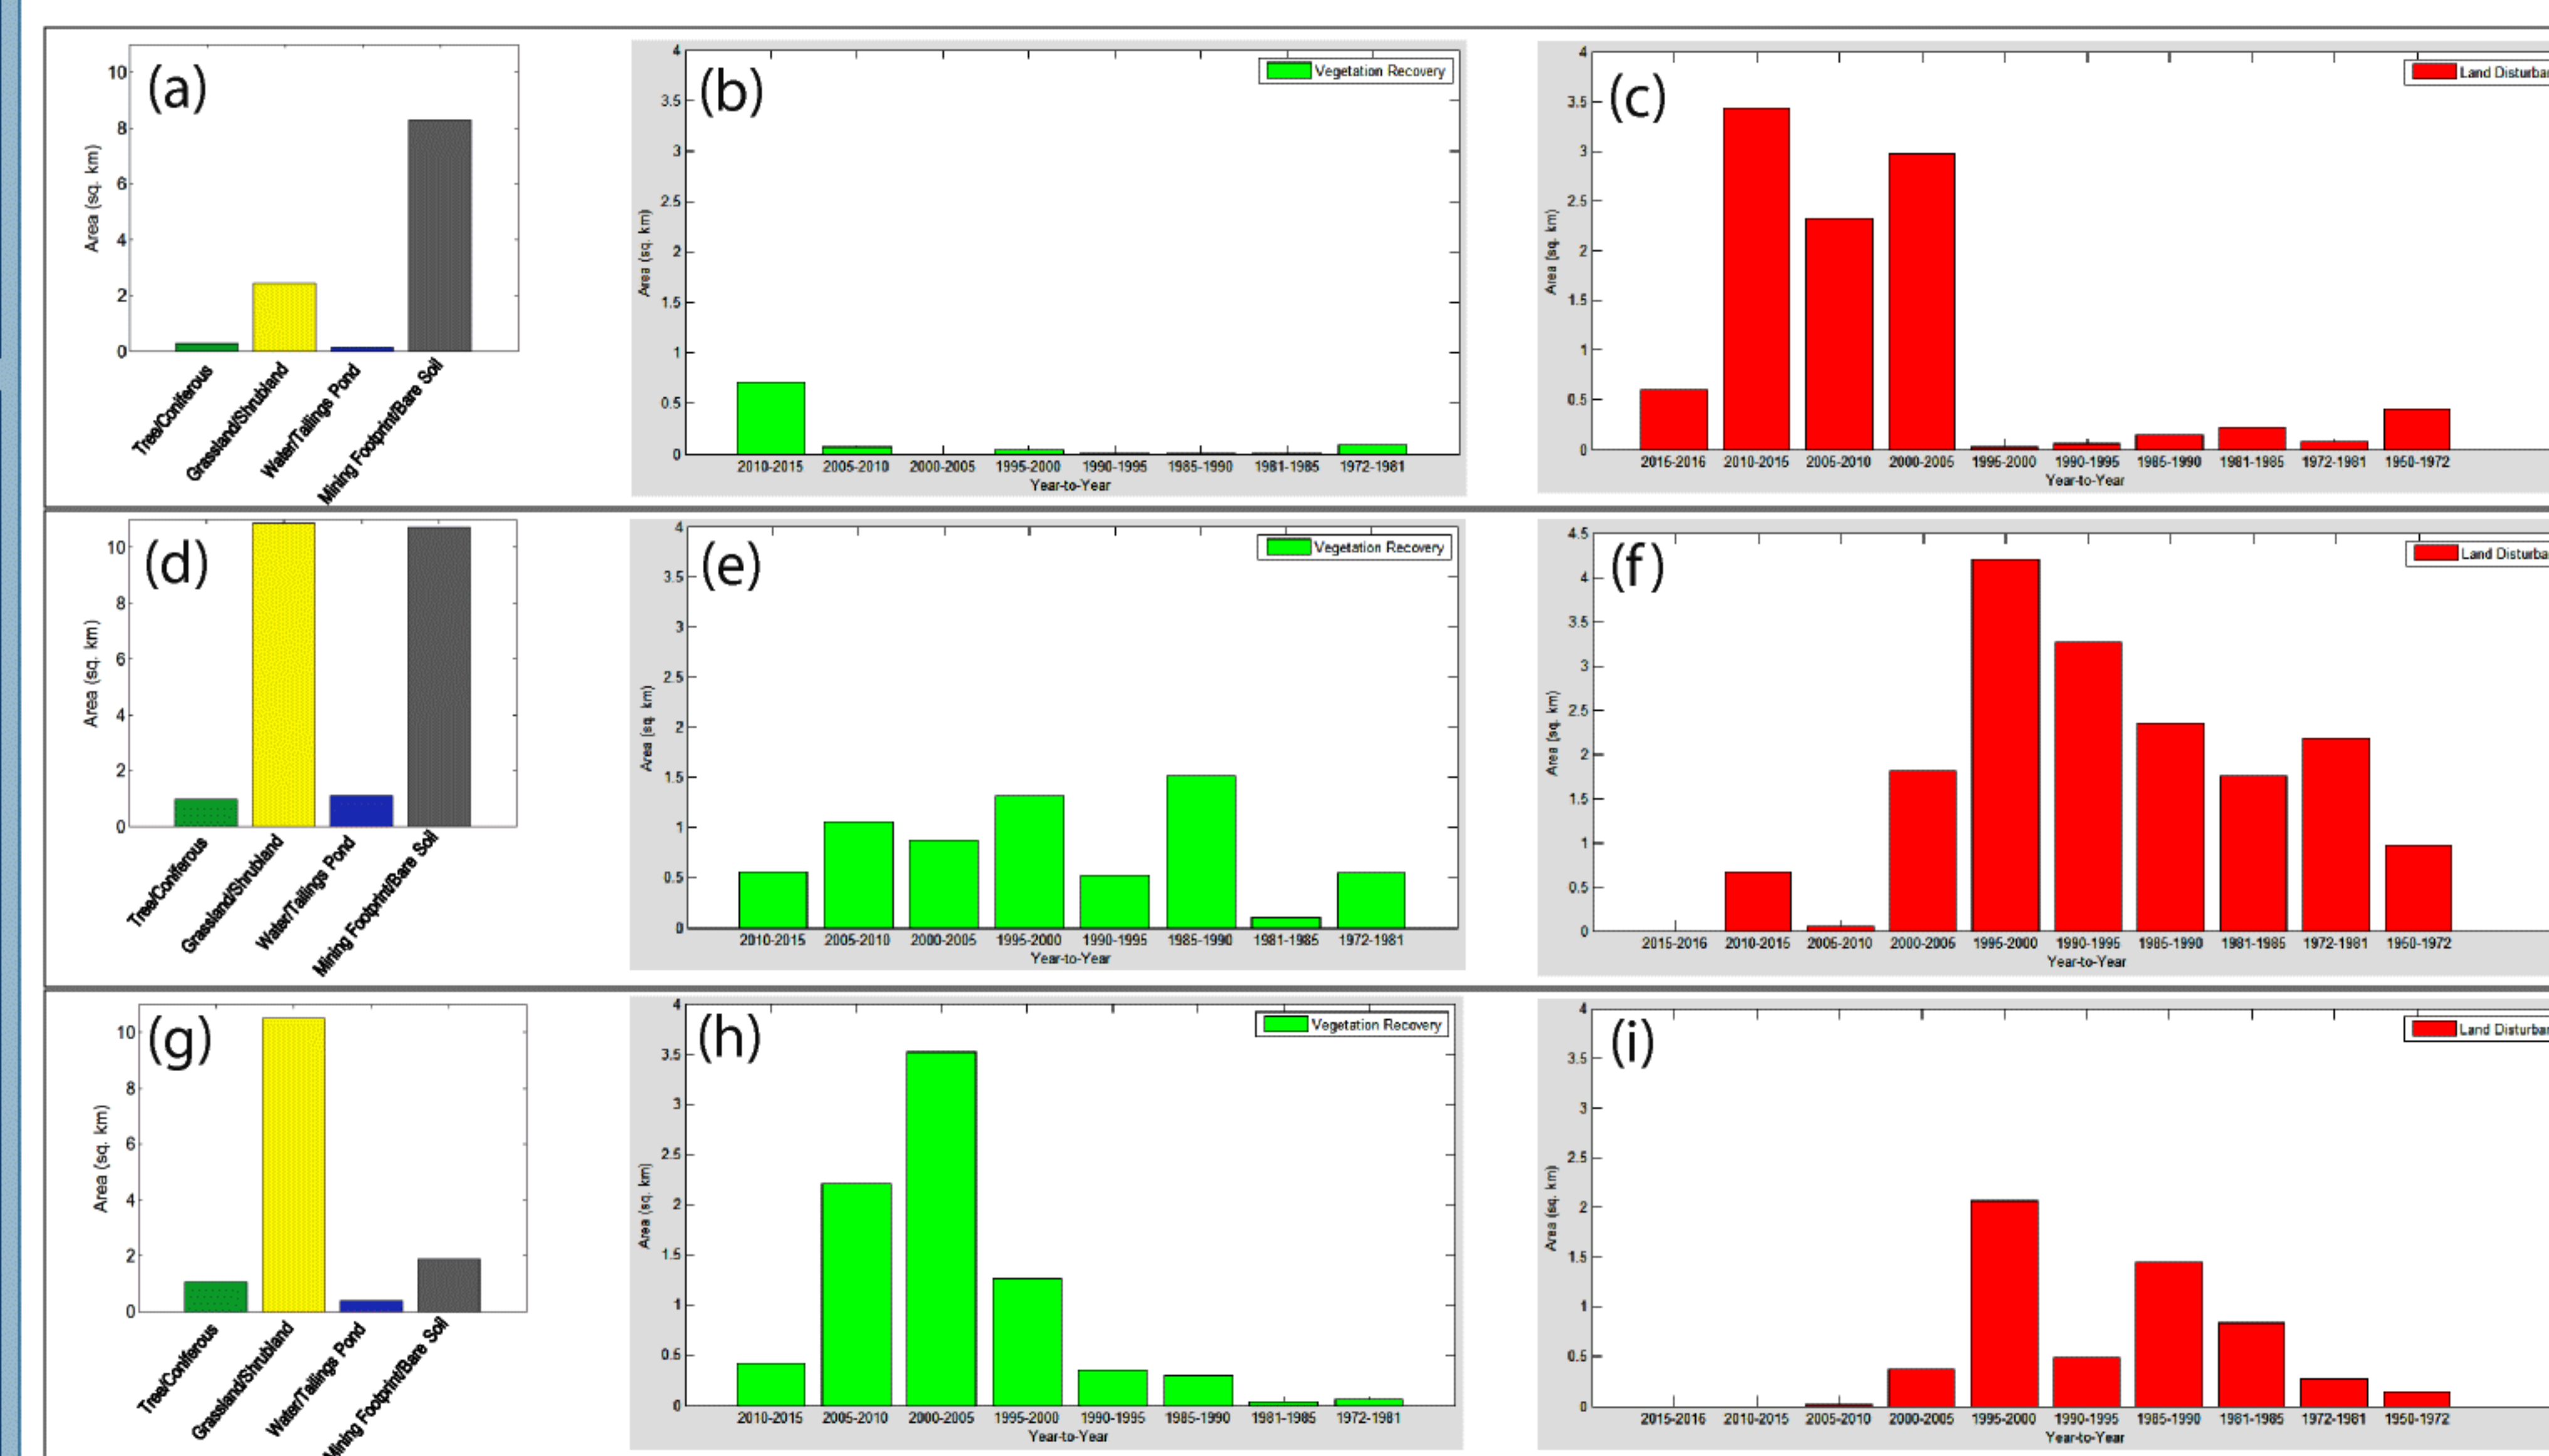 (a)
10
8
6
4
2
0
Area (sq. km)
Tree/Coniferous
Grassland/Shrubland
Water/Tailings Pond
Mining Footprint/Bare Soil
(b)
Vegetation Recovery
4
3.5
3
2.5
2
1.5
1
0.5
0
Area (sq. km)
2010-2015 2005-2010 2000-2005 1995-2000 1990-1995 1985-1990 1981-1985 1972-1981
Year-to-Year
(c)
Land Disturba
4
3.5
3
2.5
2
1.5
1
0.5
0
Area (sq. km)
2015-2016 2010-2015 2005-2010 2000-2005 1995-2000 1990-1995 1985-1990 1981-1985 1972-1981 1950-1972
Year-to-Year
(d)
10
8
6
4
2
0
Area (sq. km)
Tree/Coniferous
Grassland/Shrubland
Water/Tailings Pond
Mining Footprint/Bare Soil
(e)
Vegetation Recovery
4
3.5
3
2.5
2
1.5
1
0.5
0
Area (sq. km)
2010-2015 2005-2010 2000-2005 1995-2000 1990-1995 1985-1990 1981-1985 1972-1981
Year-to-Year
(f)
Land Disturba
4.5
4
3.5
3
2.5
2
1.5
1
0.5
0
Area (sq. km)
2015-2016 2010-2015 2005-2010 2000-2005 1995-2000 1990-1995 1985-1990 1981-1985 1972-1981 1950-1972
Year-to-Year
(g)
10
8
6
4
2
0
Area (sq. km)
Tree/Coniferous
Grassland/Shrubland
Water/Tailings Pond
Mining Footprint/Bare Soil
(h)
Vegetation Recovery
4
3.5
3
2.5
2
1.5
1
0.5
0
Area (sq. km)
2010-2015 2005-2010 2000-2005 1995-2000 1990-1995 1985-1990 1981-1985 1972-1981
Year-to-Year
(i)
Land Disturba
4
3.5
3
2.5
2
1.5
1
0.5
0
Area (sq. km)
2015-2016 2010-2015 2005-2010 2000-2005 1995-2000 1990-1995 1985-1990 1981-1985 1972-1981 1950-1972
Year-to-Year